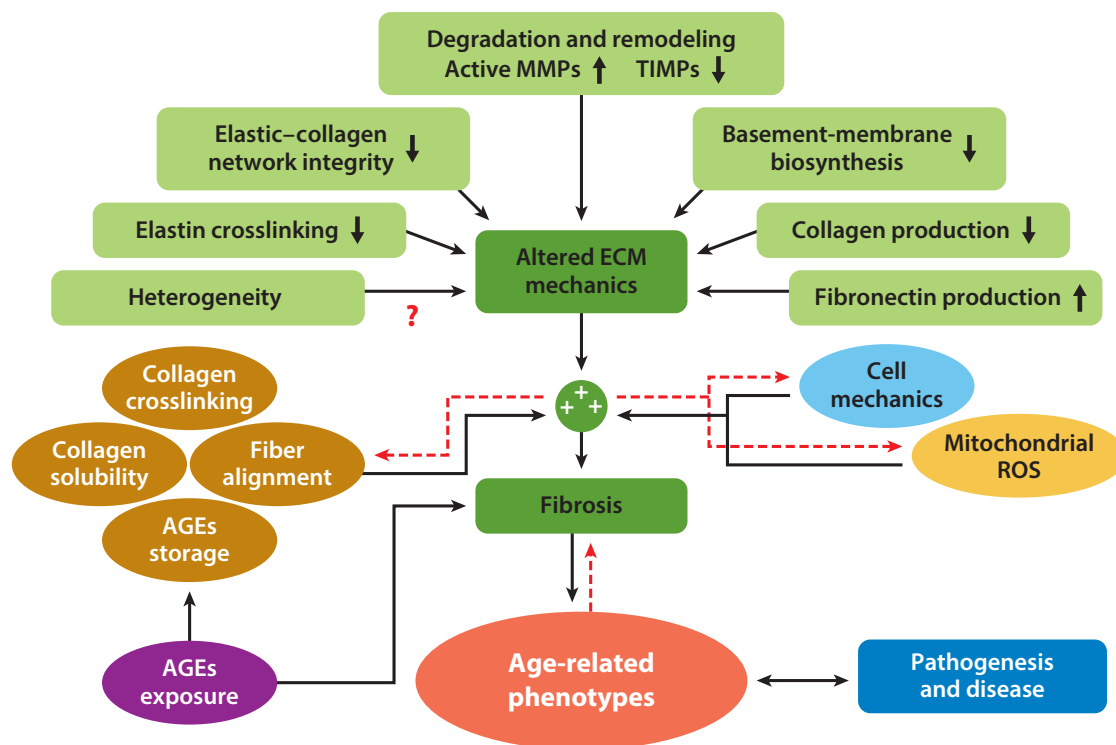 Degradation and remodeling
Active MMPs ↑ TIMPs ↓
Elastic–collagen
network integrity ↓
Basement-membrane
biosynthesis ↓
Elastin crosslinking ↓
Altered ECM
mechanics
Collagen production ↓
Heterogeneity
?
Fibronectin production ↑
Collagen
crosslinking
+ + +
Cell
mechanics
Collagen
solubility
Fiber
alignment
Mitochondrial
ROS
AGEs
storage
Fibrosis
AGEs
exposure
Age-related
phenotypes
Pathogenesis
and disease